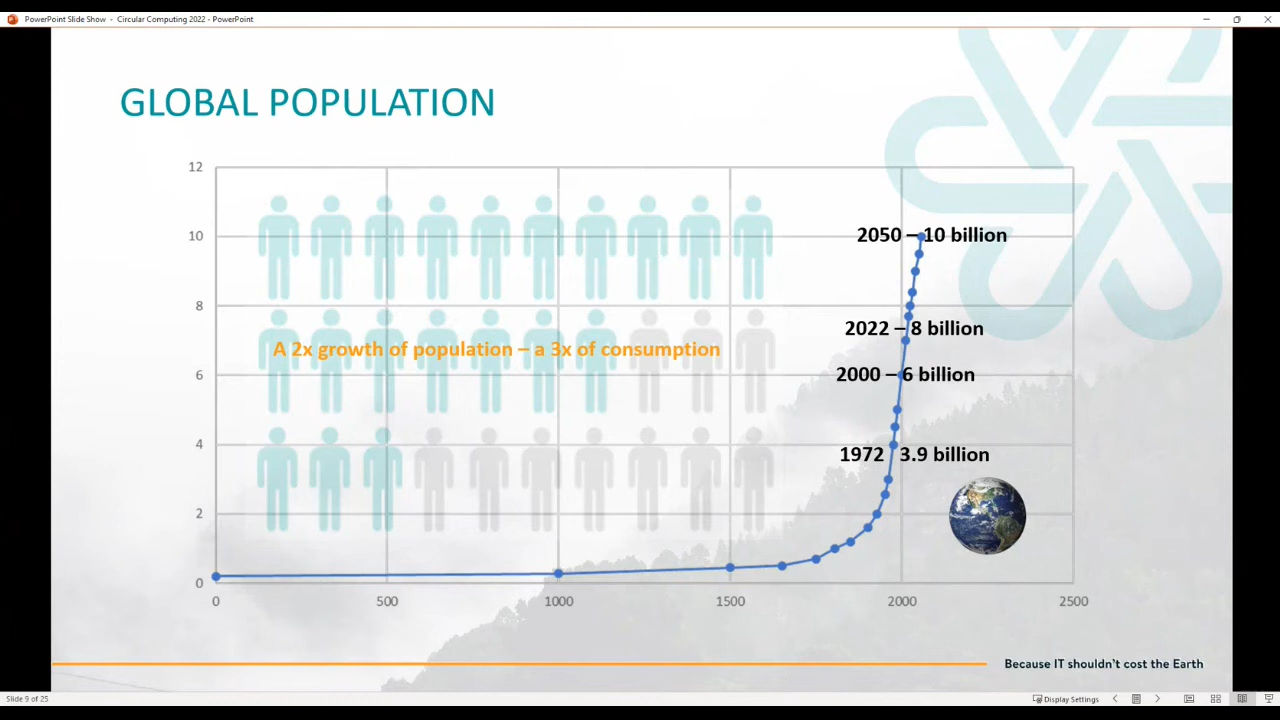 PowerPoint Slide Show - Circular Computing 2022 - PowerPoint
GLOBAL POPULATION
12
10
8
6
4
2
0
2050 – 10 billion
2022 – 8 billion
A 2x growth of population – a 3x of consumption
2000 – 6 billion
1972 3.9 billion
0 500 1000 1500 2000 2500
Because IT shouldn't cost the Earth
Slide 9 of 25
Display Settings